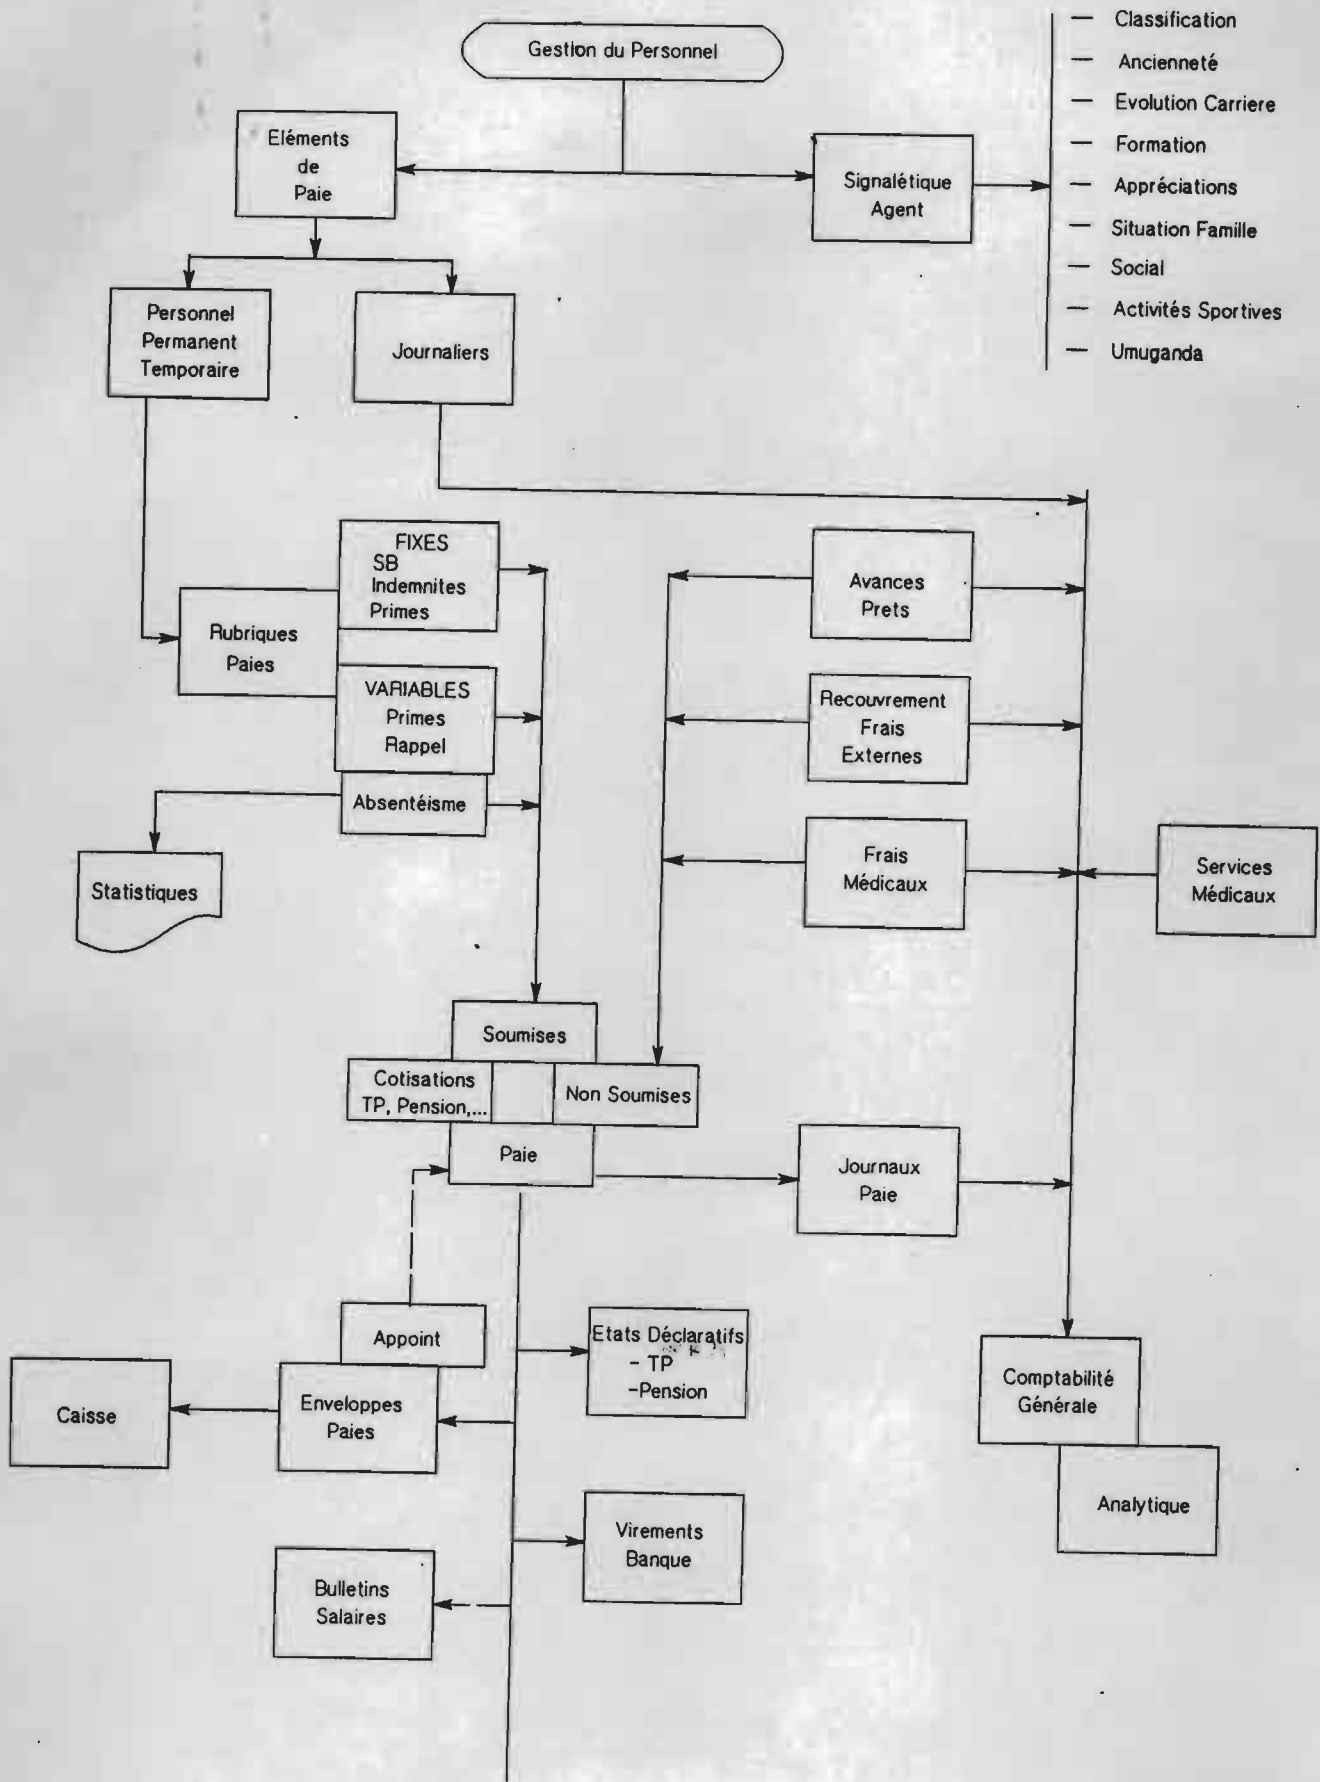 Gestion du Personnel
Classification
Ancienneté
Evolution Carriere
Formation
Appréciations
Situation Famille
Social
Activités Sportives
Umuganda
Eléments
de
Paie
Signalétique
Agent
Personnel
Permanent
Temporaire
Journaliers
FIXES
SB
Indemnites
Primes
Rubriques
Paies
VARIABLES
Primes
Rappel
Absentéisme
Statistiques
Avances
Prets
Recouvrement
Frais
Externes
Frais
Médicaux
Services
Médicaux
Soumises
Cotisations
TP, Pension,...
Non Soumises
Paie
Journaux
Paie
Appoint
Enveloppes
Paies
Caisse
Etats Déclaratifs
- TP
-Pension
Virements
Banque
Bulletins
Salaires
Comptabilité
Générale
Analytique